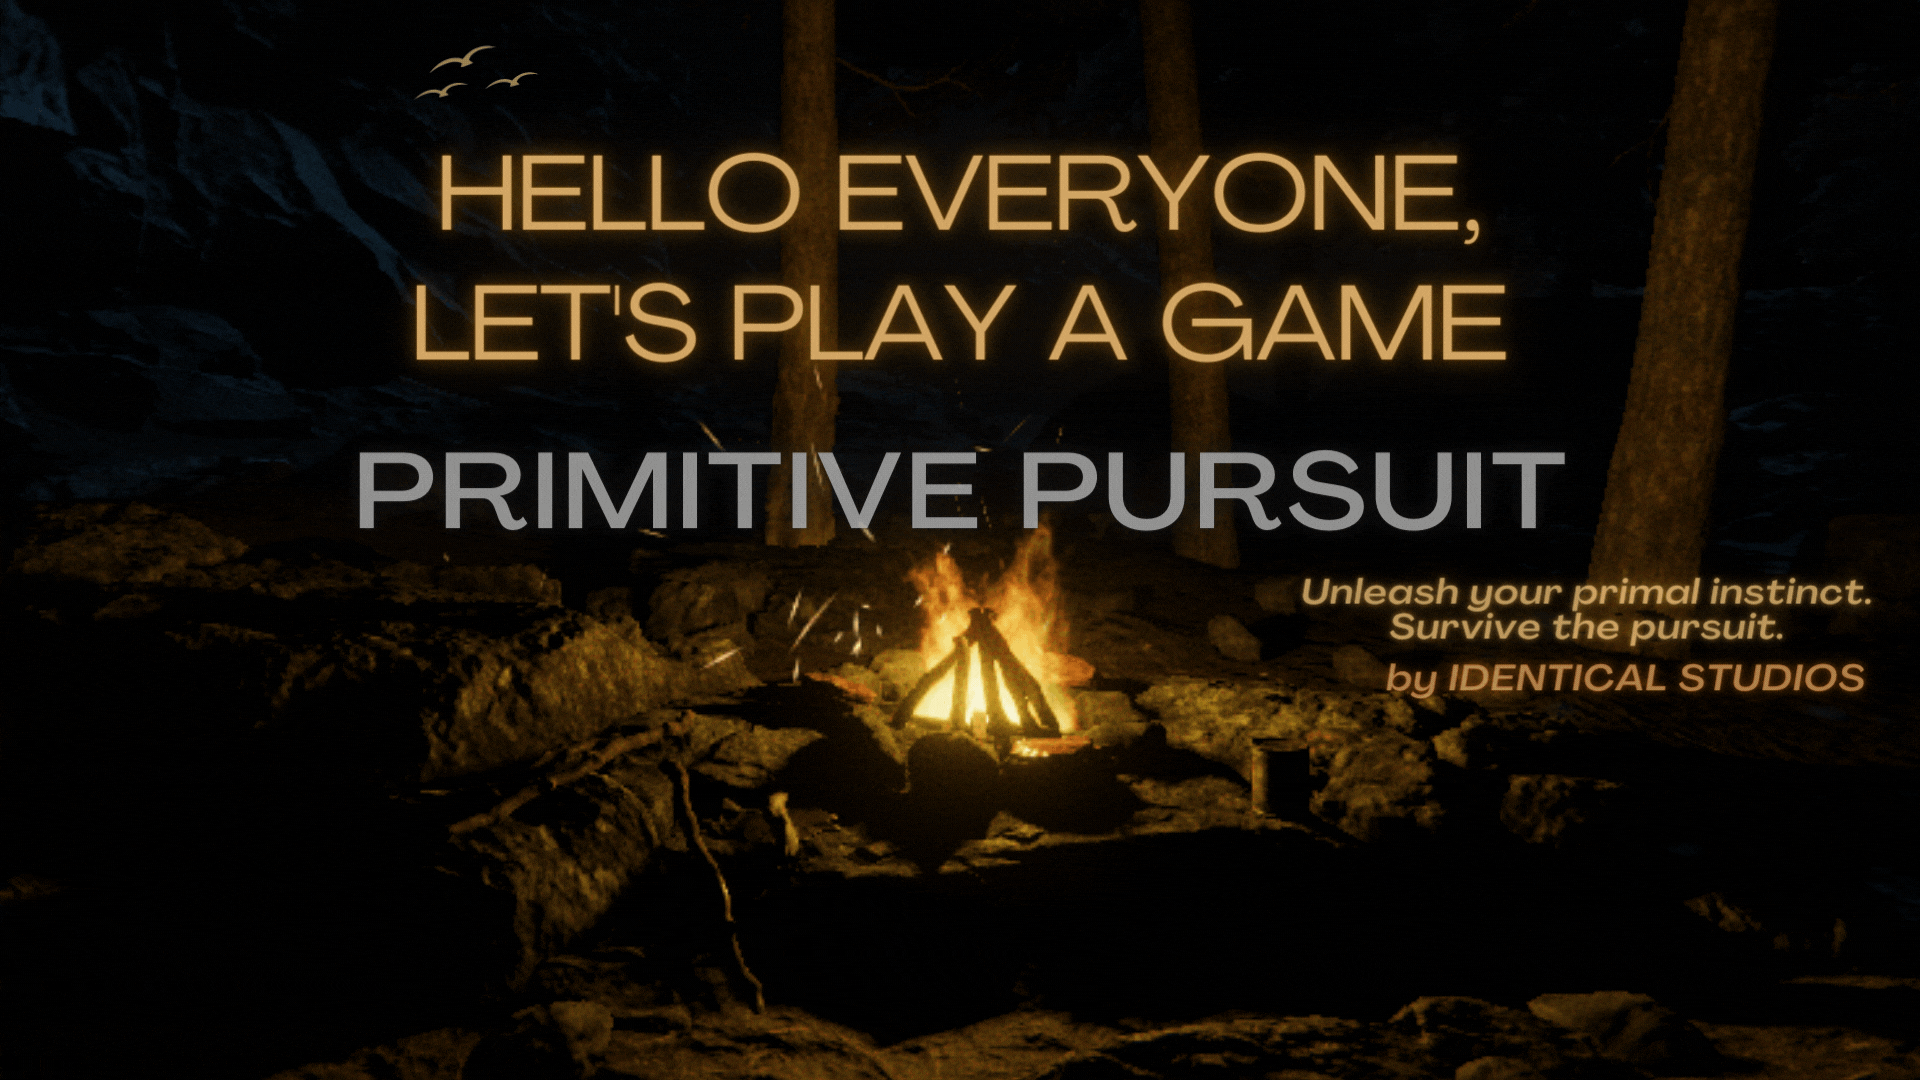 HELLO EVERYONE,
LET'S PLAY A GAME
PRIMITIVE PURSUIT
Unleash your primal instinct.
Survive the pursuit.
by IDENTICAL STUDIOS